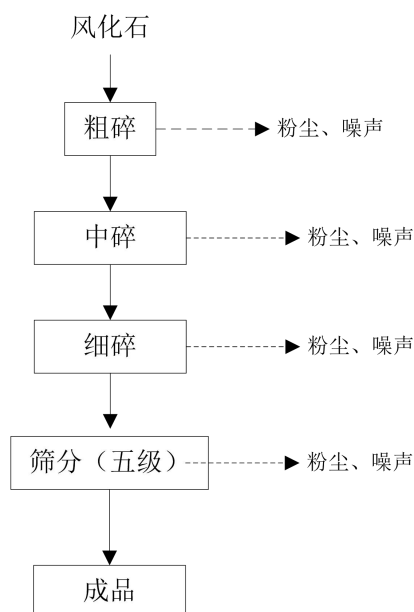 风化石
粗碎
粉尘、噪声
中碎
粉尘、噪声
细碎
粉尘、噪声
筛分（五级）
粉尘、噪声
成品